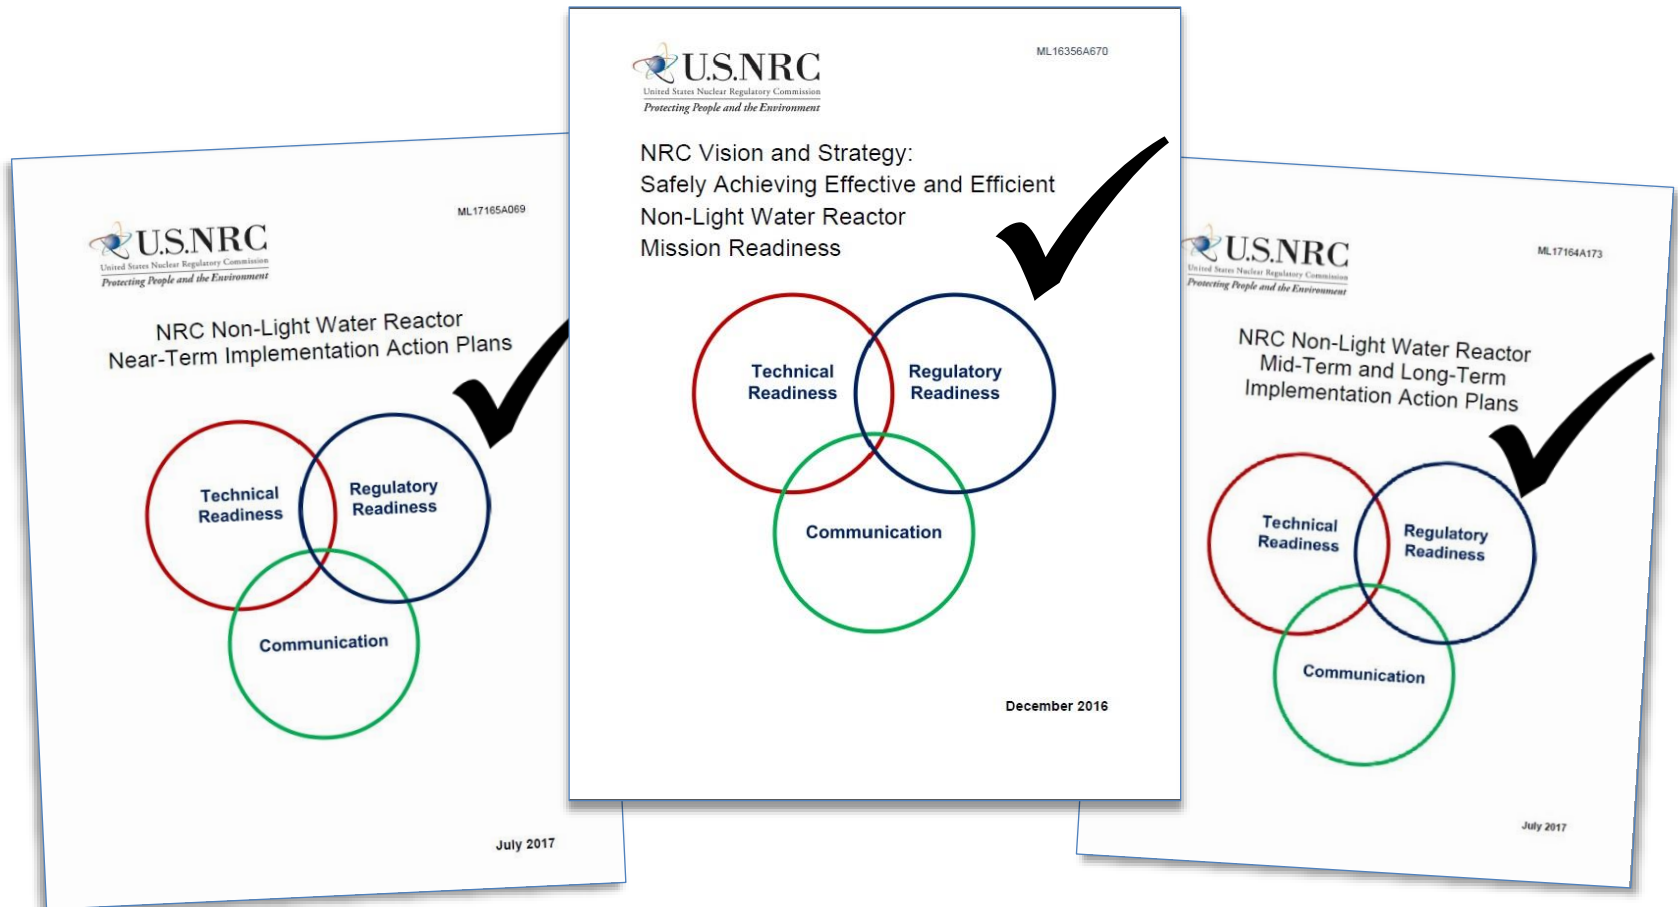 ML17165A069
U.S.NRC
United States Nuclear Regulatory Commission
Protecting People and the Environment
NRC Non-Light Water Reactor
Near-Term Implementation Action Plans
Technical
Readiness
Regulatory
Readiness
Communication
July 2017
ML16356A670
U.S.NRC
United States Nuclear Regulatory Commission
Protecting People and the Environment
NRC Vision and Strategy:
Safely Achieving Effective and Efficient
Non-Light Water Reactor
Mission Readiness
Technical
Readiness
Regulatory
Readiness
Communication
December 2016
ML17164A173
U.S.NRC
United States Nuclear Regulatory Commission
Protecting People and the Environment
NRC Non-Light Water Reactor
Mid-Term and Long-Term
Implementation Action Plans
Technical
Readiness
Regulatory
Readiness
Communication
July 2017